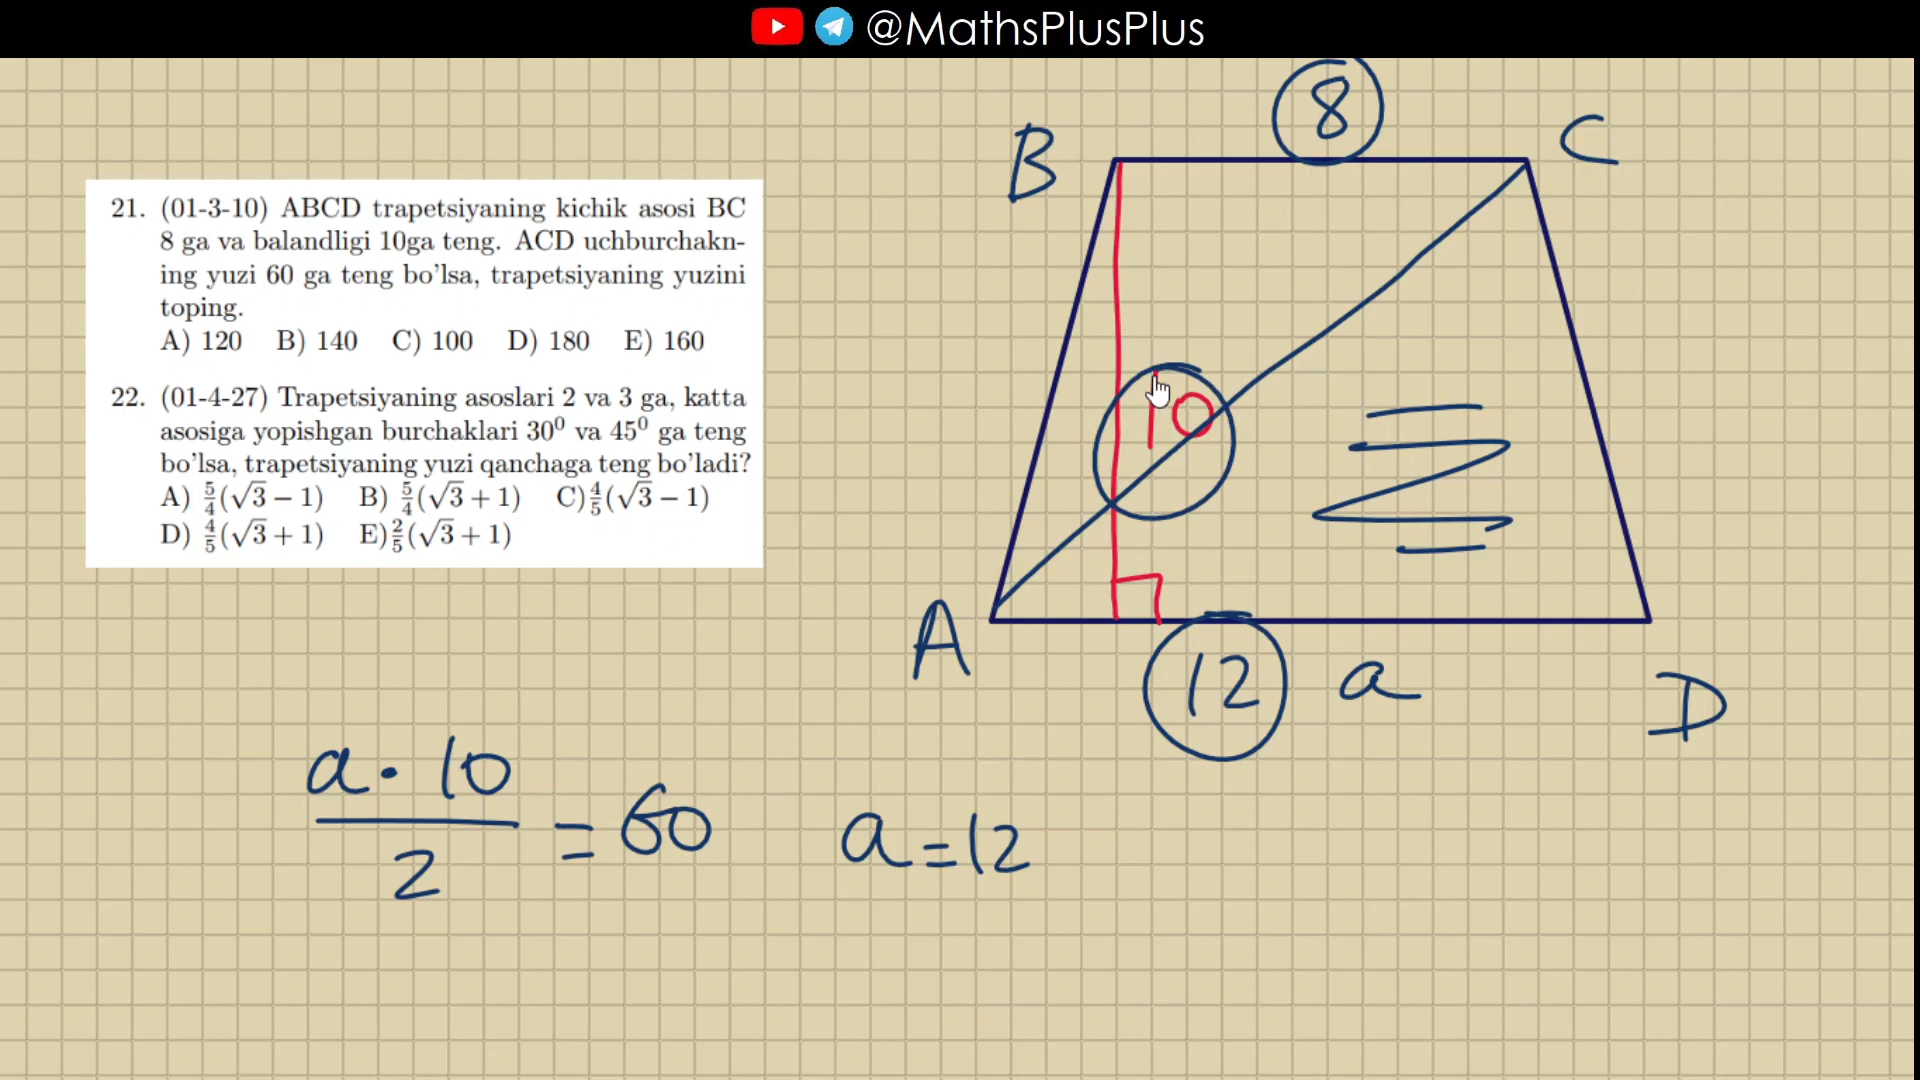 @MathsPlusPlus
21. (01-3-10) ABCD trapetsiyaning kichik asosi BC
8 ga va balandligi 10ga teng. ACD uchburchakn-
ing yuzi 60 ga teng bo'lsa, trapetsiyaning yuzini
toping.
A) 120 B) 140 C) 100 D) 180 E) 160
22. (01-4-27) Trapetsiyaning asoslari 2 va 3 ga, katta
asosiga yopishgan burchaklari 30⁰ va 45⁰ ga teng
bo'lsa, trapetsiyaning yuzi qanchaga teng bo'ladi?
A) 5/4(√3 − 1) B) 5/4(√3 + 1) C)4/5(√3 − 1)
D) 4/5(√3 + 1) E)2/5(√3 + 1)
8
B
C
10
A
12 a
D
a · 10
2
= 60
a = 12